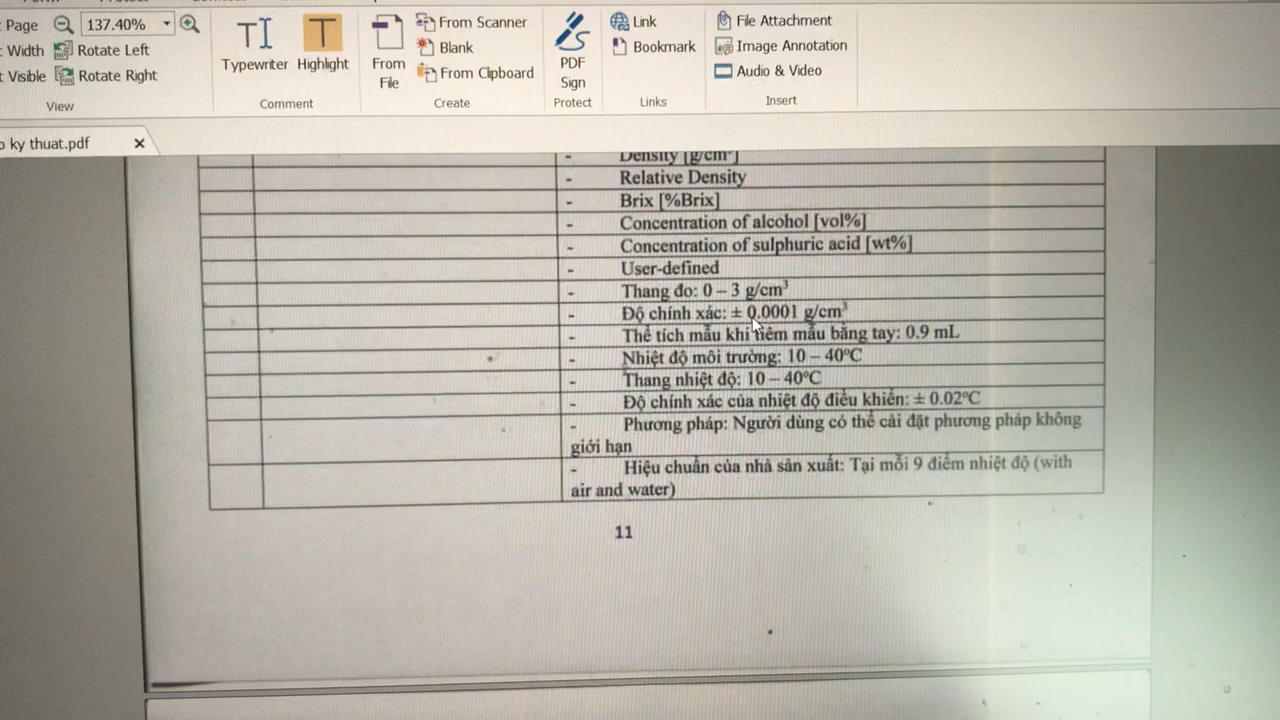 Page
137.40%
Width
Rotate Left
Visible
Rotate Right
View
Typewriter
Highlight
Comment
From File
From Scanner
Blank
From Clipboard
Create
PDF Sign
Protect
Link
Bookmark
Links
File Attachment
Image Annotation
Audio & Video
Insert
ky thuat.pdf
- Density [g/cm³]
- Relative Density
- Brix [%Brix]
- Concentration of alcohol [vol%]
- Concentration of sulphuric acid [wt%]
- User-defined
- Thang đo: 0 – 3 g/cm³
- Độ chính xác: ± 0.0001 g/cm³
- Thể tích mẫu khi tiêm mẫu bằng tay: 0.9 mL
- Nhiệt độ môi trường: 10 – 40ºC
- Thang nhiệt độ: 10 – 40ºC
- Độ chính xác của nhiệt độ điều khiển: ± 0.02ºC
- Phương pháp: Người dùng có thể cài đặt phương pháp không
giới hạn
- Hiệu chuẩn của nhà sản xuất: Tại mỗi 9 điểm nhiệt độ (with
air and water)
11